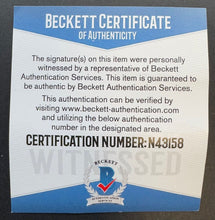 BECKETT CERTIFICATE
OF AUTHENTICITY
The signature(s) on this item were personally
witnessed by a representative of Beckett
Authentication Services. This item is guaranteed to
be authentic by Beckett Authentication.
This authentication can be verified by
visiting www.beckett-authentication.com
and utilizing the below authentication
number in the designated area.
CERTIFICATION NUMBER: N43158
WITNESSED
BECKETT
AUTHENTICATION
SERVICES